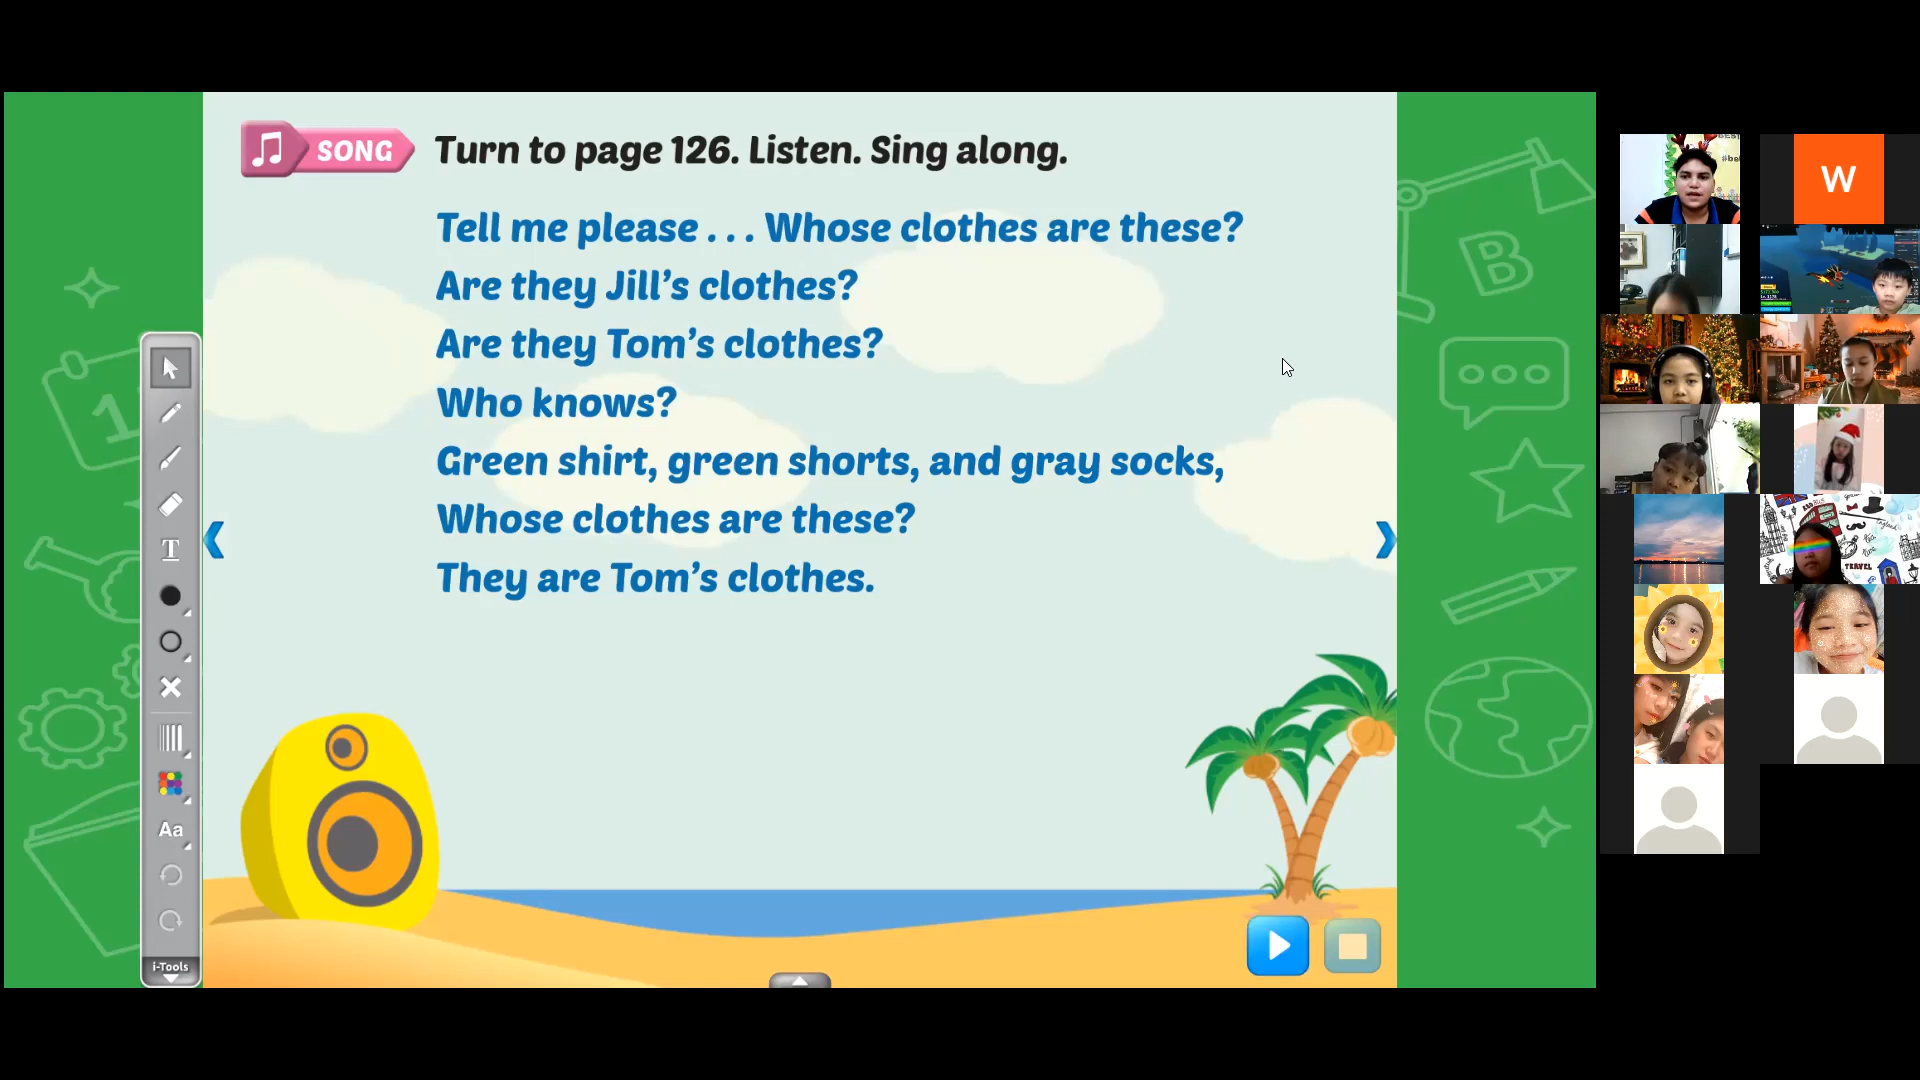 SONG
Turn to page 126. Listen. Sing along.
Tell me please . . . Whose clothes are these?
Are they Jill’s clothes?
Are they Tom’s clothes?
Who knows?
Green shirt, green shorts, and gray socks,
Whose clothes are these?
They are Tom’s clothes.
T
Aa
i-Tools
1
B
W
TRAVEL